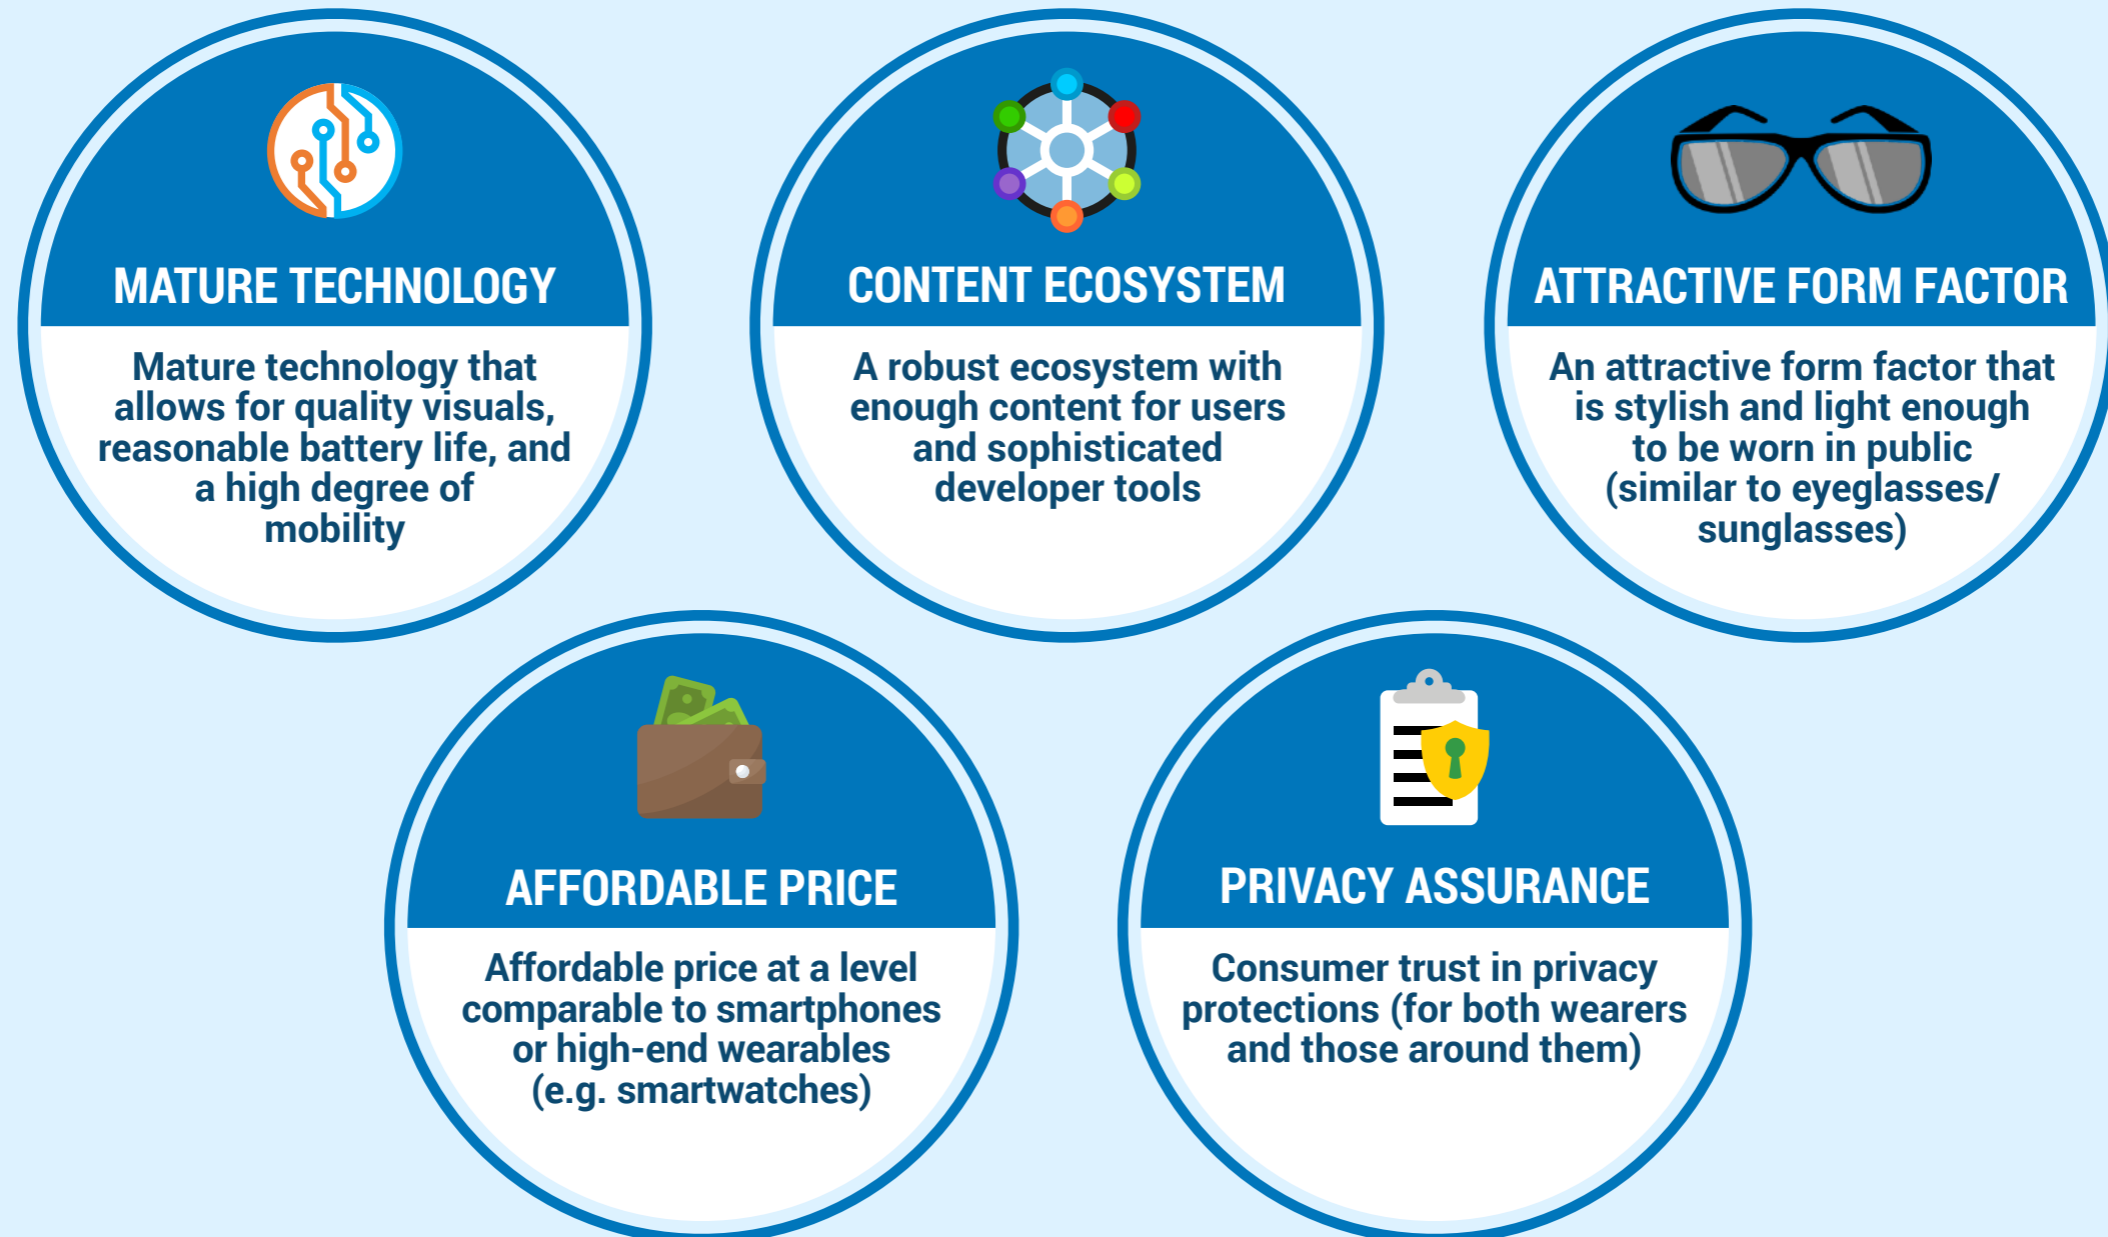 MATURE TECHNOLOGY
Mature technology that
allows for quality visuals,
reasonable battery life, and
a high degree of
mobility
CONTENT ECOSYSTEM
A robust ecosystem with
enough content for users
and sophisticated
developer tools
ATTRACTIVE FORM FACTOR
An attractive form factor that
is stylish and light enough
to be worn in public
(similar to eyeglasses/
sunglasses)
AFFORDABLE PRICE
Affordable price at a level
comparable to smartphones
or high-end wearables
(e.g. smartwatches)
PRIVACY ASSURANCE
Consumer trust in privacy
protections (for both wearers
and those around them)